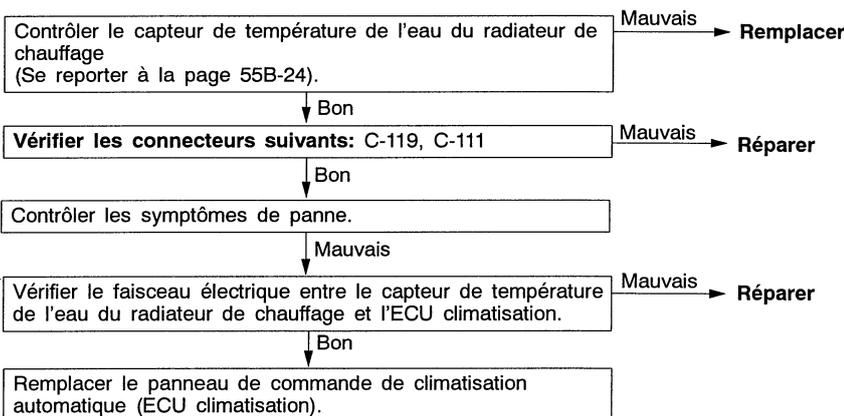 Contrôler le capteur de température de l'eau du radiateur de
chauffage
(Se reporter à la page 55B-24).
Mauvais
Remplacer
Bon
Vérifier les connecteurs suivants: C-119, C-111
Mauvais
Réparer
Bon
Contrôler les symptômes de panne.
Mauvais
Vérifier le faisceau électrique entre le capteur de température
de l'eau du radiateur de chauffage et l'ECU climatisation.
Mauvais
Réparer
Bon
Remplacer le panneau de commande de climatisation
automatique (ECU climatisation).